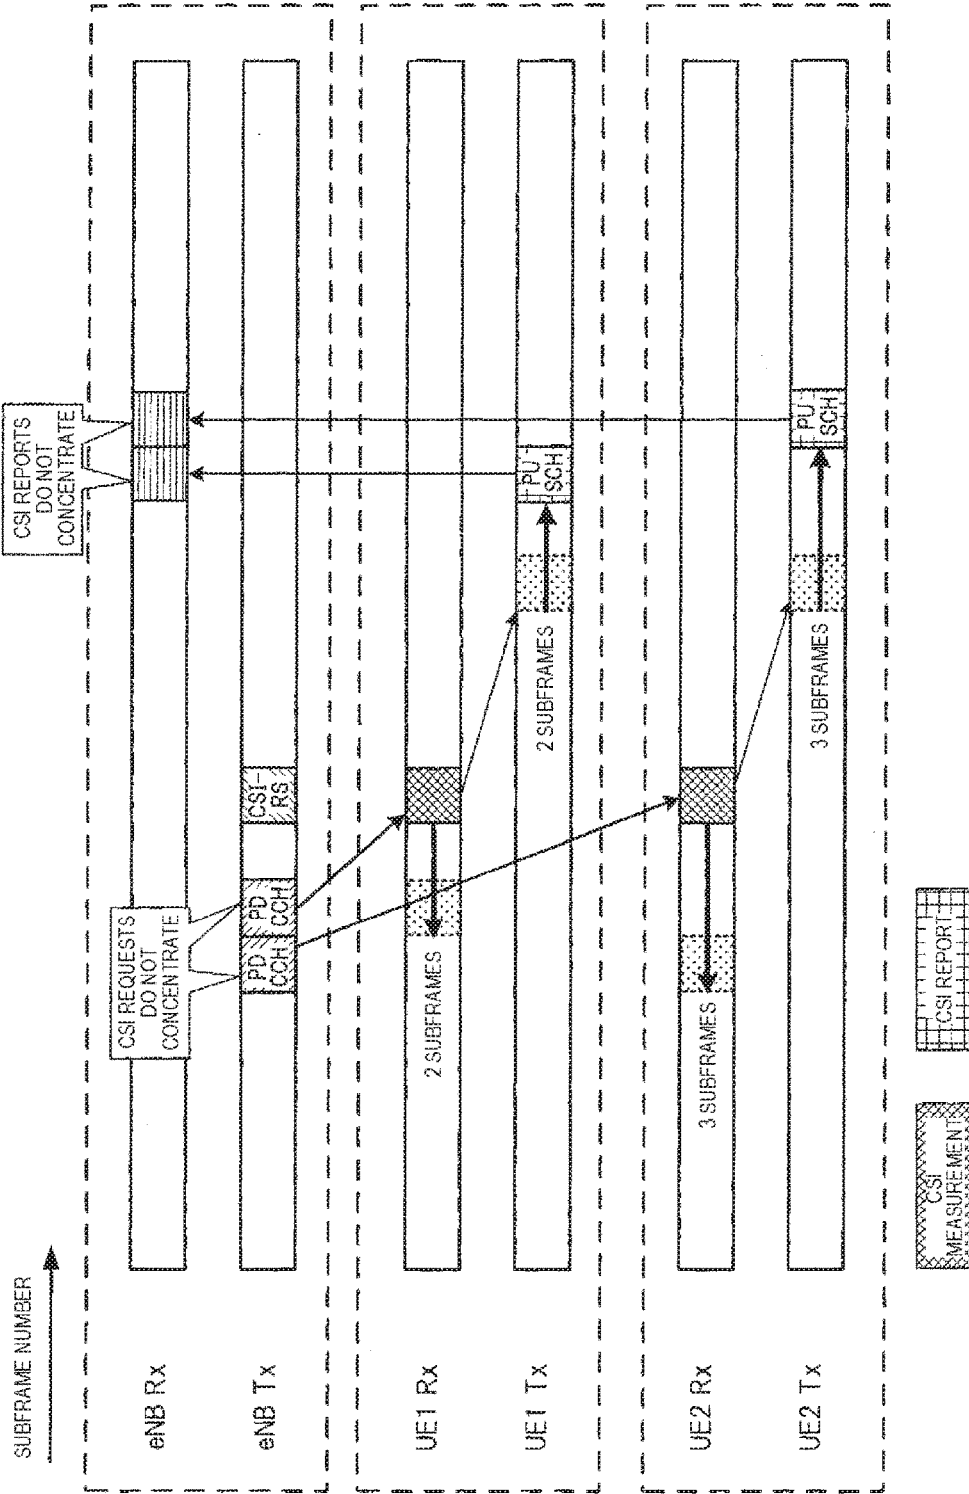 SUBFRAME NUMBER
eNB Rx
CSI REPORTS
DO NOT
CONCENTRATE
eNB Tx
CSI REQUESTS
DO NOT
CONCENTRATE
PD
CCH
PD
CCH
CSI-
RS
UE1 Rx
2 SUBFRAMES
UE1 Tx
2 SUBFRAMES
PU
SCH
UE2 Rx
3 SUBFRAMES
UE2 Tx
3 SUBFRAMES
PU
SCH
CSI
MEASUREMENT
CSI REPORT